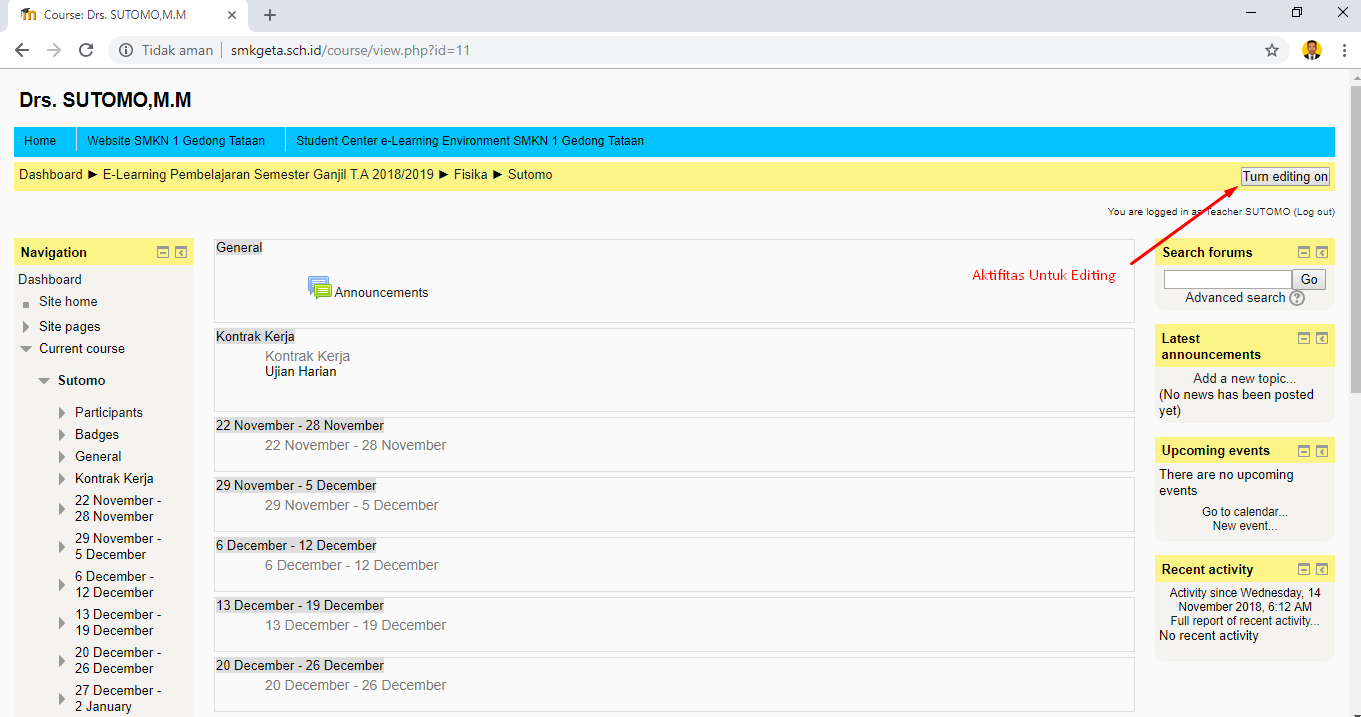 Course: Drs. SUTOMO,M.M
Tidak aman | smkgeta.sch.id/course/view.php?id=11
Drs. SUTOMO,M.M
Home Website SMKN 1 Gedong Tataan Student Center e-Learning Environment SMKN 1 Gedong Tataan
Dashboard ► E-Learning Pembelajaran Semester Ganjil T.A 2018/2019 ► Fisika ► Sutomo
Turn editing on
You are logged in as Teacher SUTOMO (Log out)
Navigation
Dashboard
Site home
Site pages
Current course
Sutomo
Participants
Badges
General
Kontrak Kerja
22 November -
28 November
29 November -
5 December
6 December -
12 December
13 December -
19 December
20 December -
26 December
27 December -
2 January
General
Announcements
Aktifitas Untuk Editing
Kontrak Kerja
Kontrak Kerja
Ujian Harian
22 November - 28 November
22 November - 28 November
29 November - 5 December
29 November - 5 December
6 December - 12 December
6 December - 12 December
13 December - 19 December
13 December - 19 December
20 December - 26 December
20 December - 26 December
Search forums
Go
Advanced search ?
Latest
announcements
Add a new topic...
(No news has been posted
yet)
Upcoming events
There are no upcoming
events
Go to calendar...
New event...
Recent activity
Activity since Wednesday, 14
November 2018, 6:12 AM
Full report of recent activity...
No recent activity